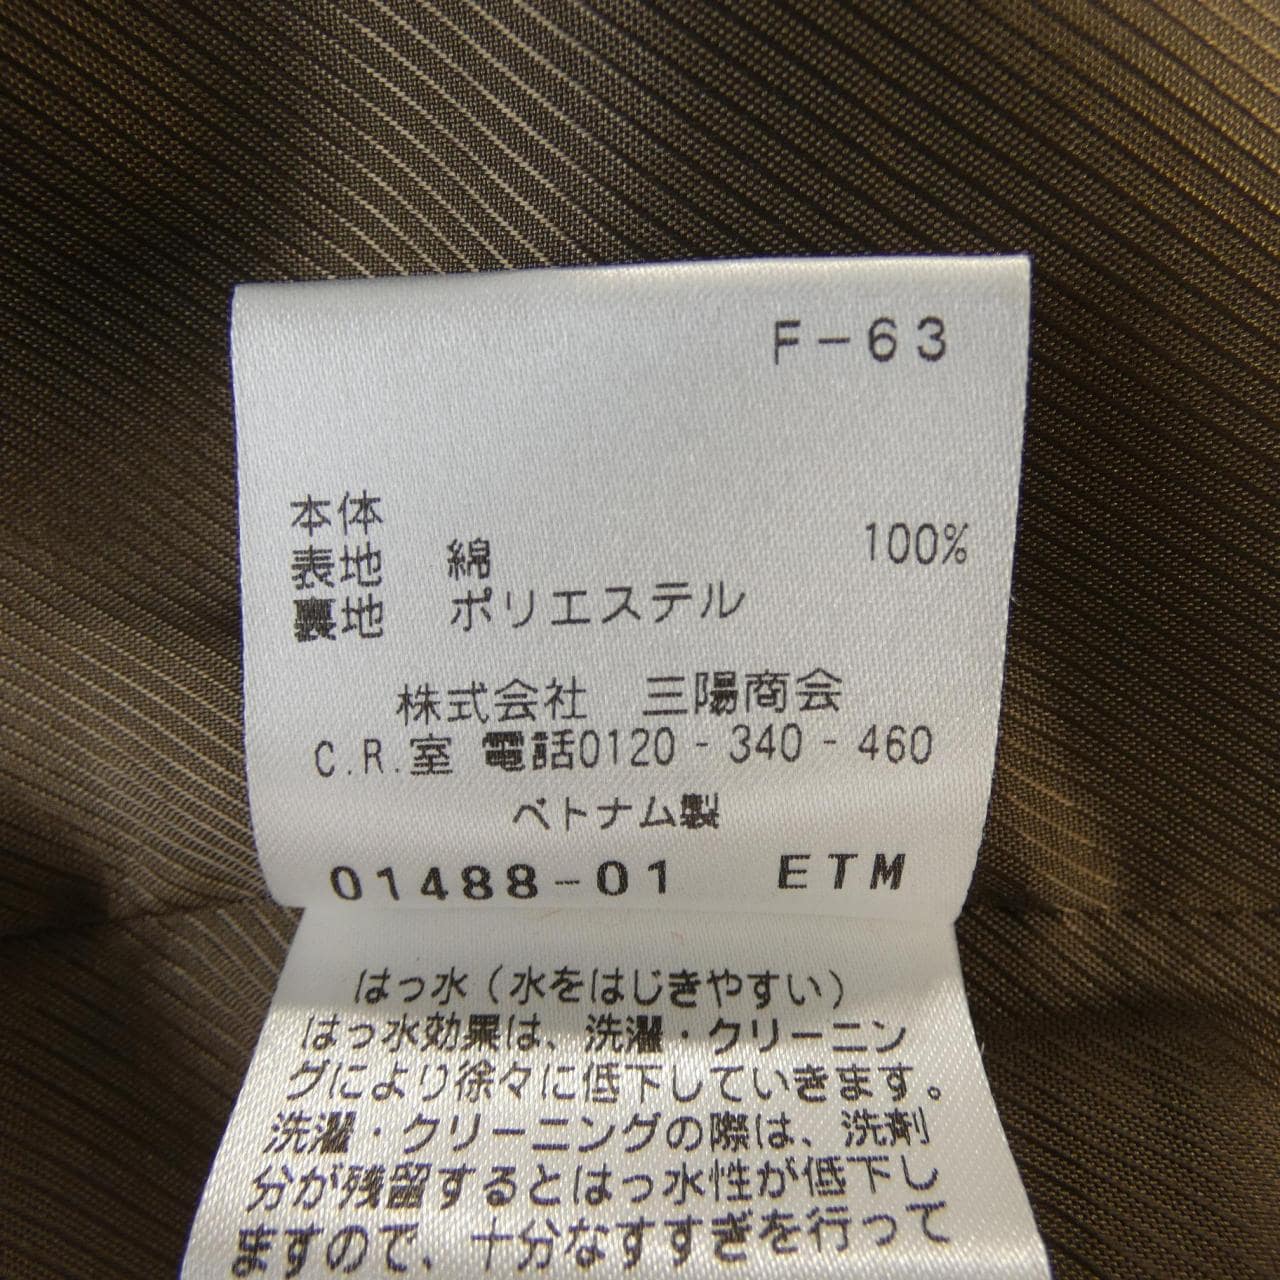 F-63
本体
表地 綿 100%
裏地 ポリエステル
株式会社 三陽商会
C.R.室 電話0120-340-460
ベトナム製
01488-01 ETM
はっ水(水をはじきやすい)
はっ水効果は、洗濯・クリーニン
グにより徐々に低下していきます。
洗濯・クリーニングの際は、洗剤
分が残留するとはっ水性が低下し
ますので、十分なすすぎを行って